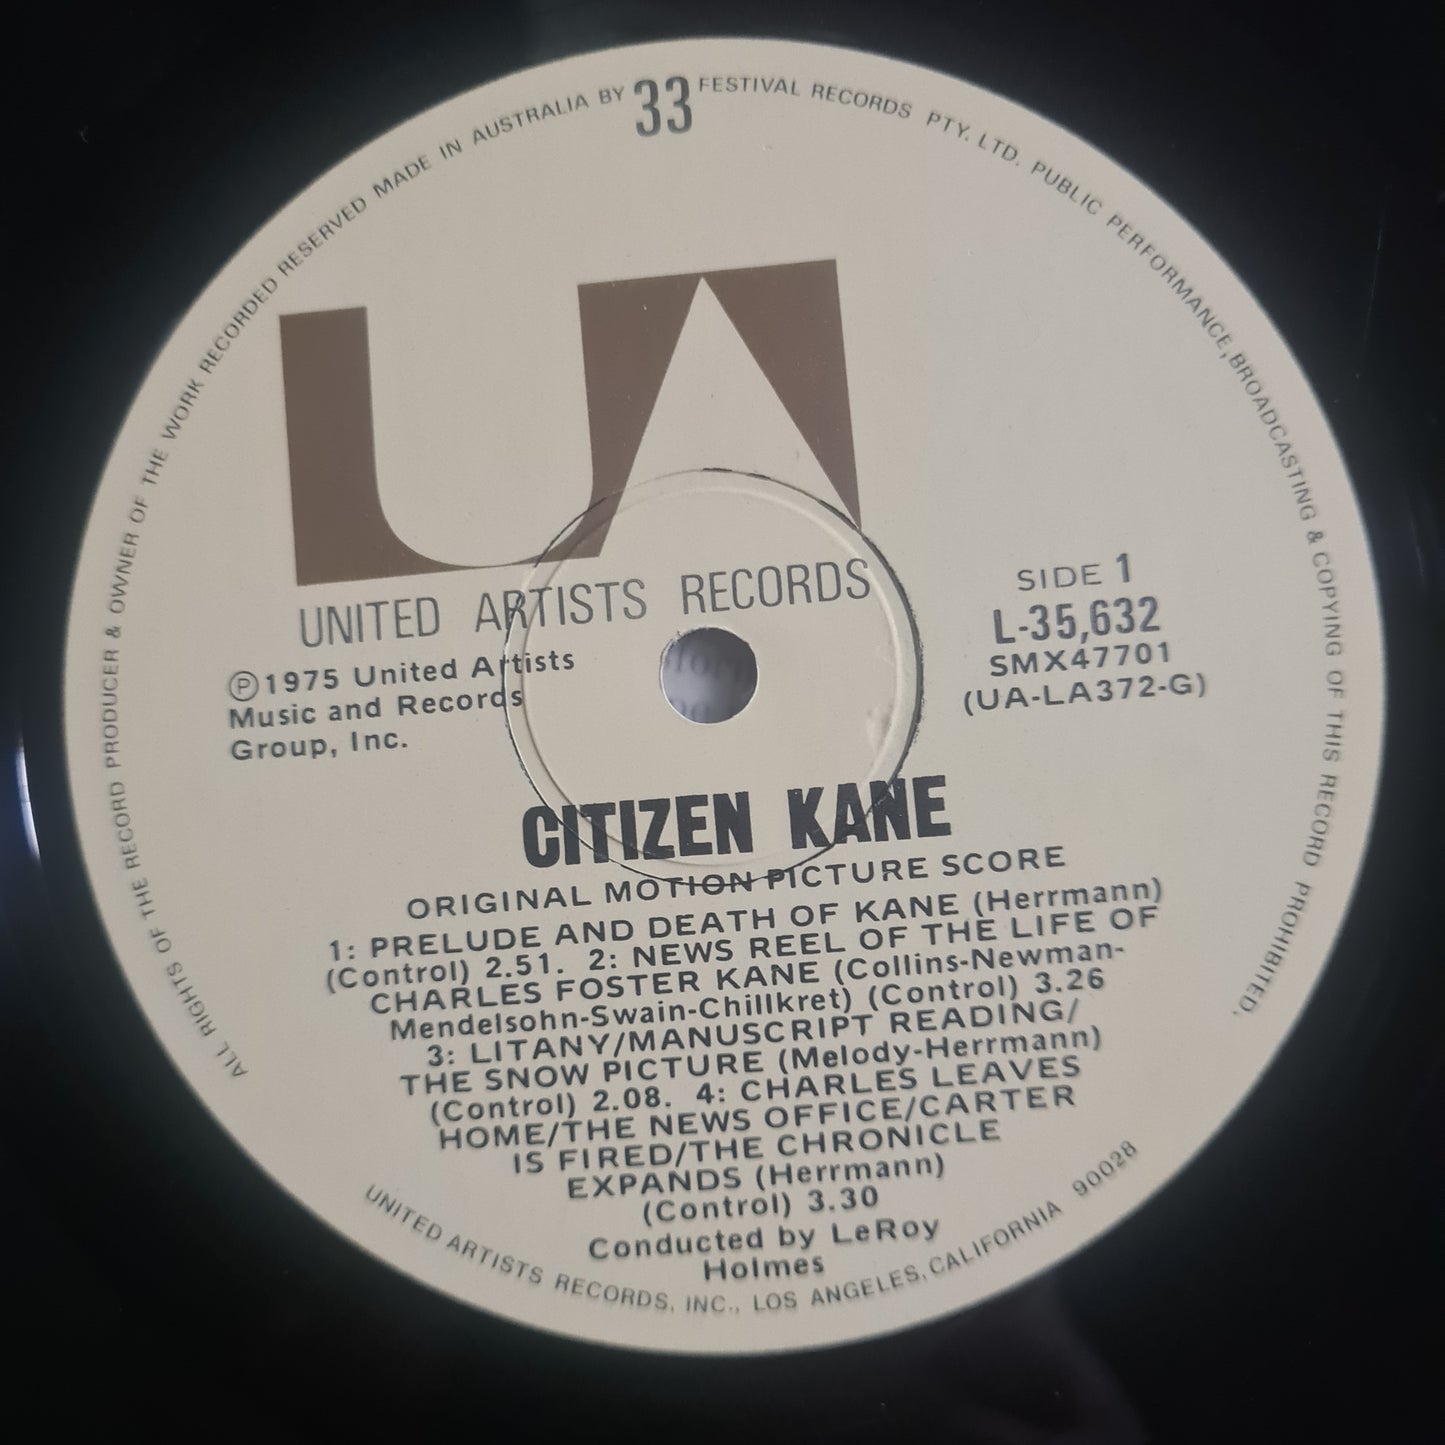 ALL RIGHTS OF THE RECORD PRODUCER & OWNER OF THE WORK RECORDED RESERVED MADE IN AUSTRALIA BY 33 FESTIVAL RECORDS PTY. LTD. PUBLIC PERFORMANCE, BROADCASTING & COPYING OF THIS RECORD PROHIBITED.
UA
UNITED ARTISTS RECORDS
Ⓟ1975 United Artists
Music and Records
Group, Inc.
SIDE 1
L-35,632
SMX47701
(UA-LA372-G)
CITIZEN KANE
ORIGINAL MOTION PICTURE SCORE
1: PRELUDE AND DEATH OF KANE (Herrmann)
(Control) 2.51. 2: NEWS REEL OF THE LIFE OF
CHARLES FOSTER KANE (Collins-Newman-
Mendelsohn-Swain-Chillkret) (Control) 3.26
3: LITANY/MANUSCRIPT READING/
THE SNOW PICTURE (Melody-Herrmann)
(Control) 2.08. 4: CHARLES LEAVES
HOME/THE NEWS OFFICE/CARTER
IS FIRED/THE CHRONICLE
EXPANDS (Herrmann)
(Control) 3.30
Conducted by LeRoy
Holmes
UNITED ARTISTS RECORDS, INC., LOS ANGELES, CALIFORNIA 90028